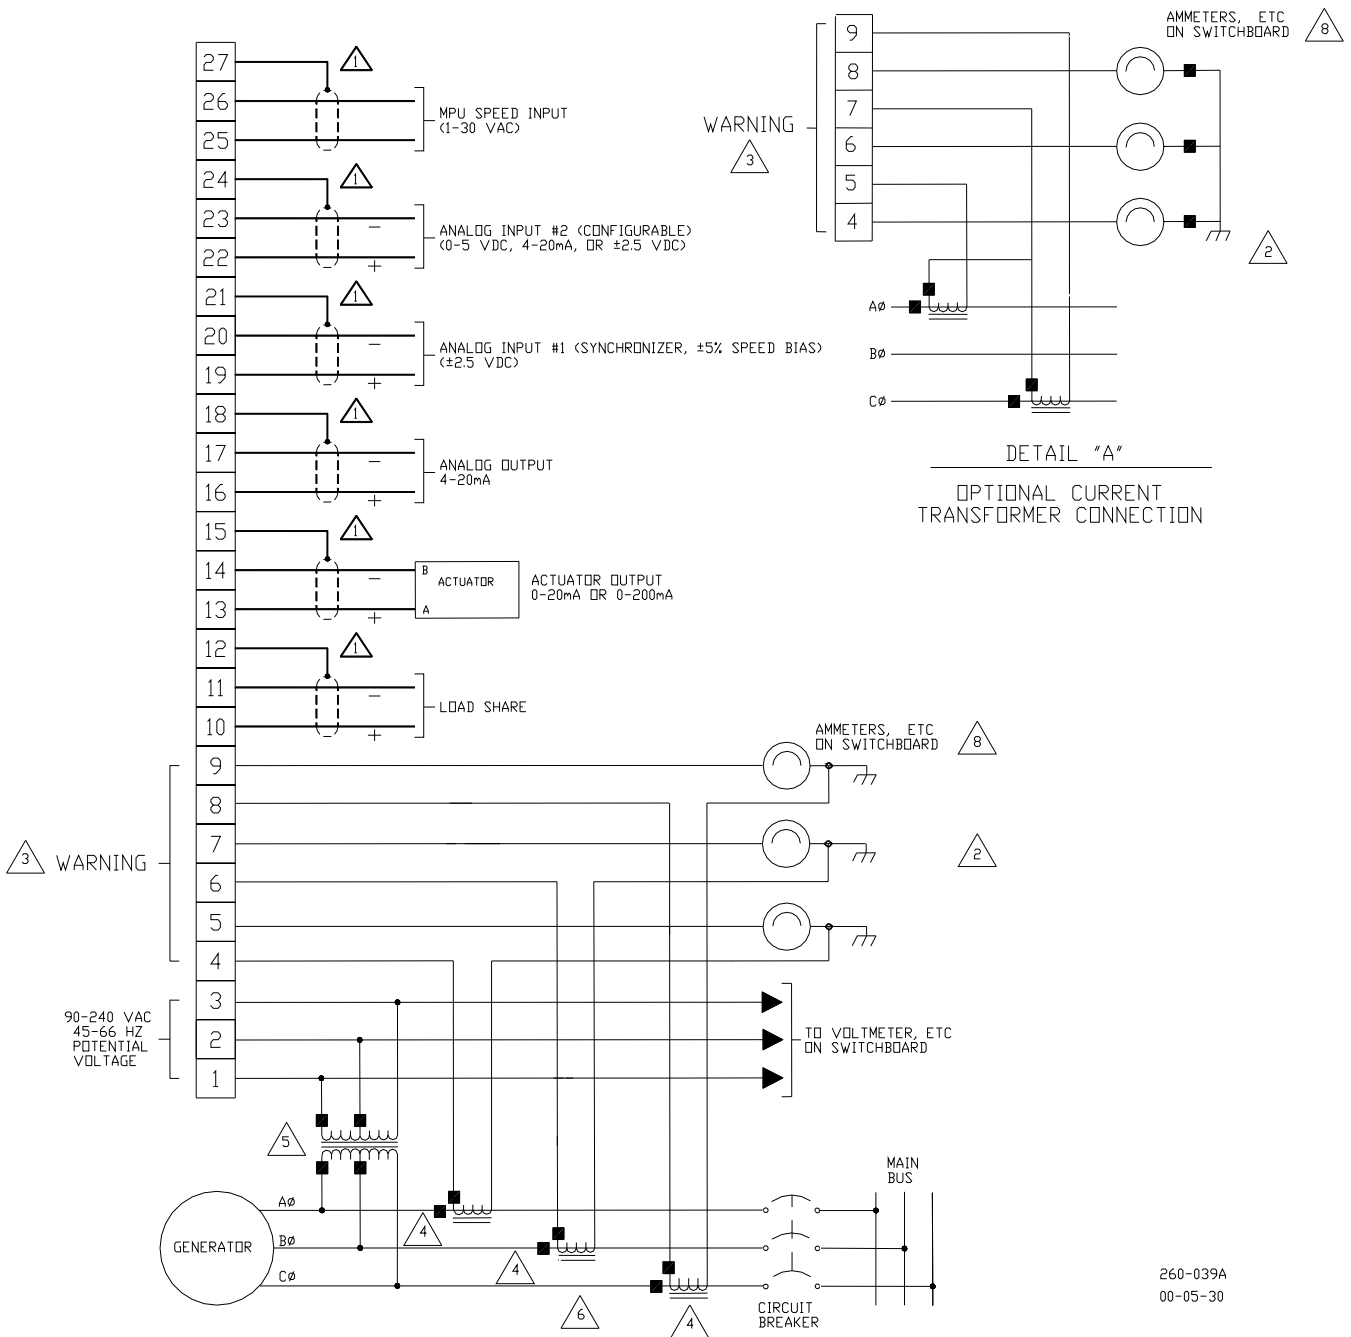 27
1
26
MPU SPEED INPUT
(1-30 VAC)
25
24
1
23
−
ANALOG INPUT #2 (CONFIGURABLE)
(0-5 VDC, 4-20mA, OR ±2.5 VDC)
22
+
21
1
20
−
ANALOG INPUT #1 (SYNCHRONIZER, ±5% SPEED BIAS)
(±2.5 VDC)
19
+
18
1
17
−
ANALOG OUTPUT
4-20mA
16
+
15
1
14
−
B
ACTUATOR
ACTUATOR OUTPUT
0-20mA OR 0-200mA
13
+
A
12
1
11
−
LOAD SHARE
10
+
AMMETERS, ETC
ON SWITCHBOARD
8
9
8
7
6
5
4
3 WARNING
2
3
2
1
90-240 VAC
45-66 HZ
POTENTIAL
VOLTAGE
TO VOLTMETER, ETC
ON SWITCHBOARD
5
GENERATOR
AØ
BØ
CØ
4
4
6
4
CIRCUIT
BREAKER
MAIN
BUS
AMMETERS, ETC
ON SWITCHBOARD
8
9
8
7
6
5
4
WARNING
3
2
AØ
BØ
CØ
DETAIL "A"
OPTIONAL CURRENT
TRANSFORMER CONNECTION
260-039A
00-05-30